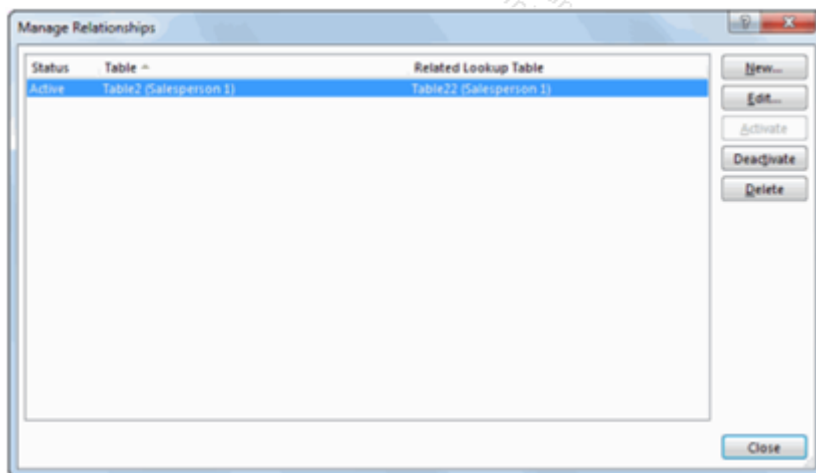 Manage Relationships
Status Table Related Lookup Table
Active Table2 (Salesperson 1) Table22 (Salesperson 1)
New...
Edit...
Activate
Deactivate
Delete
Close